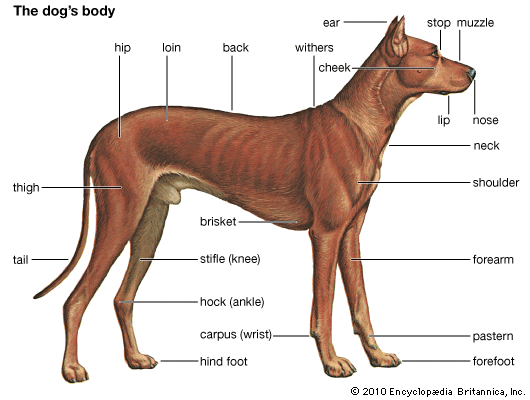 The dog's body
ear
stop
muzzle
hip
loin
back
withers
cheek
lip
nose
neck
thigh
shoulder
brisket
tail
stifle (knee)
forearm
hock (ankle)
carpus (wrist)
pastern
hind foot
forefoot
© 2010 Encyclopædia Britannica, Inc.